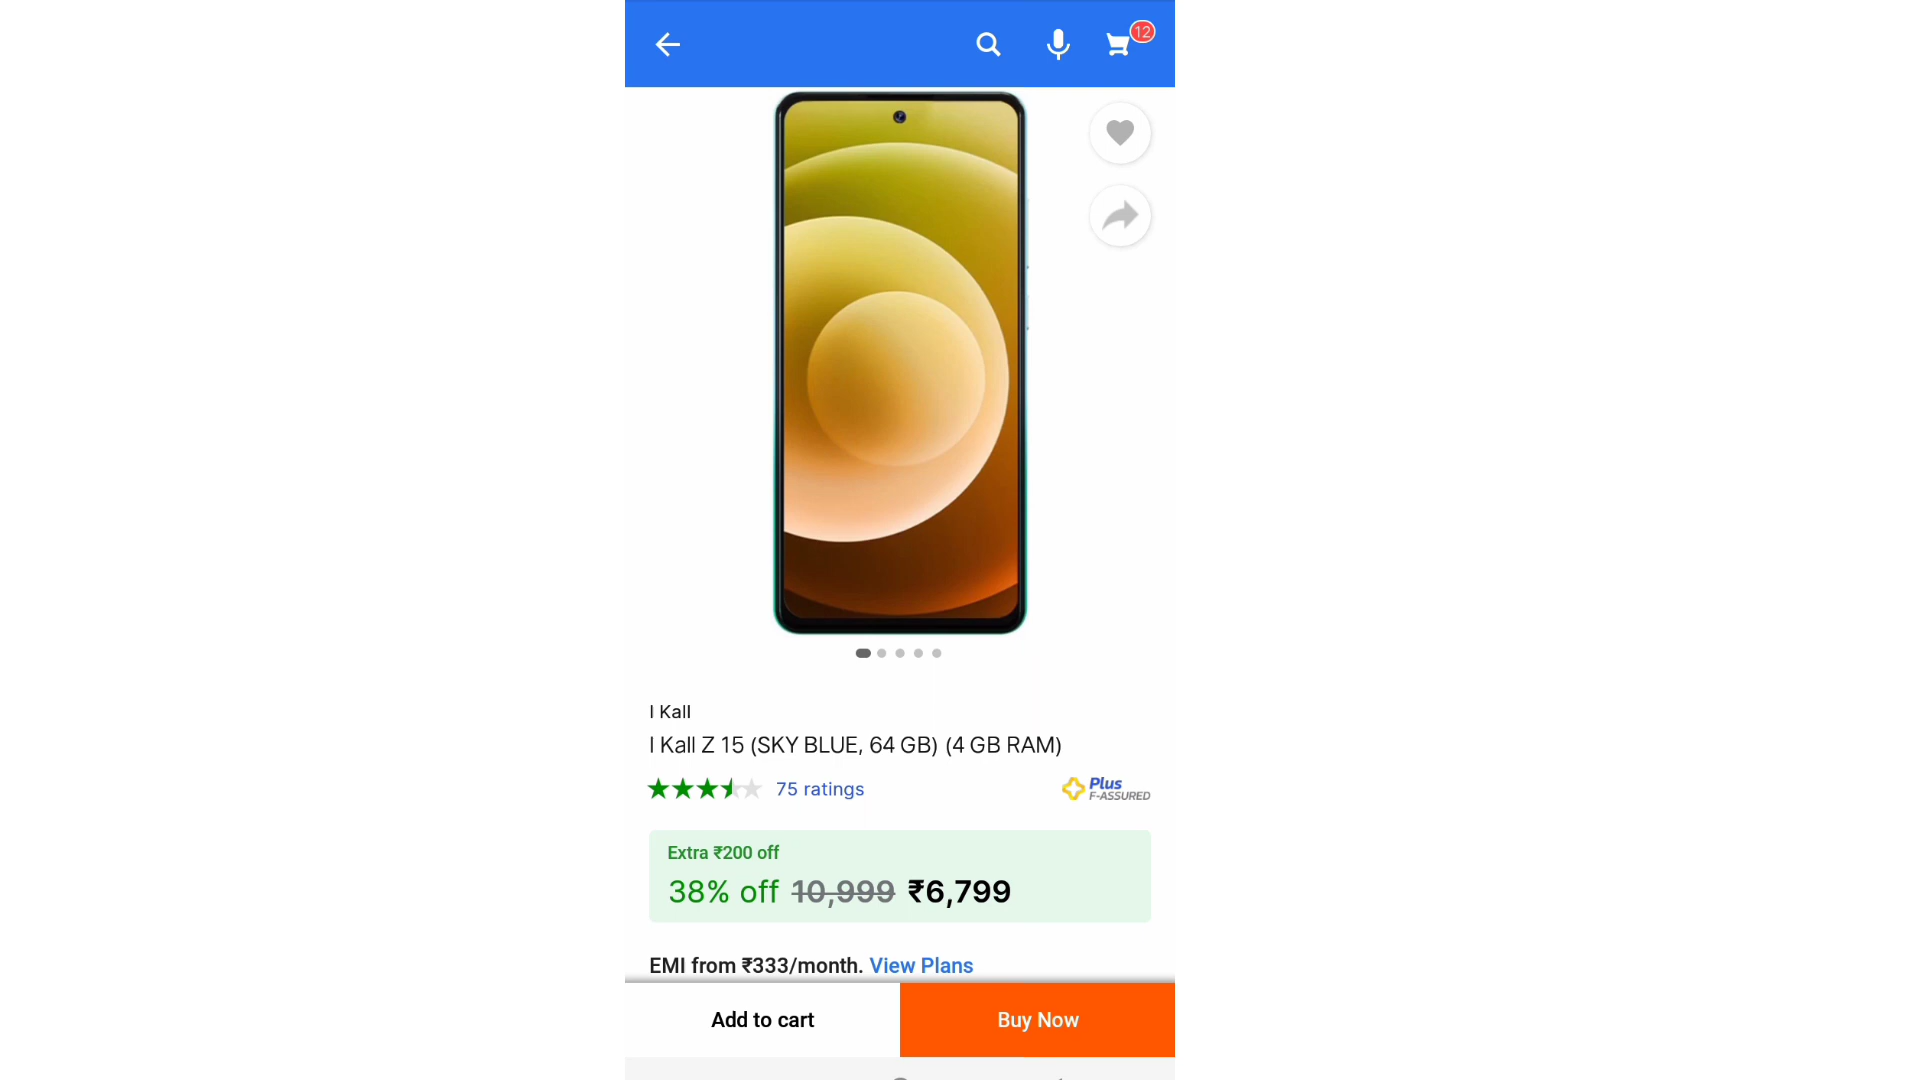 12
I Kall
I Kall Z 15 (SKY BLUE, 64 GB) (4 GB RAM)
75 ratings
Plus
F-ASSURED
Extra ₹200 off
38% off 10,999 ₹6,799
EMI from ₹333/month. View Plans
Add to cart
Buy Now